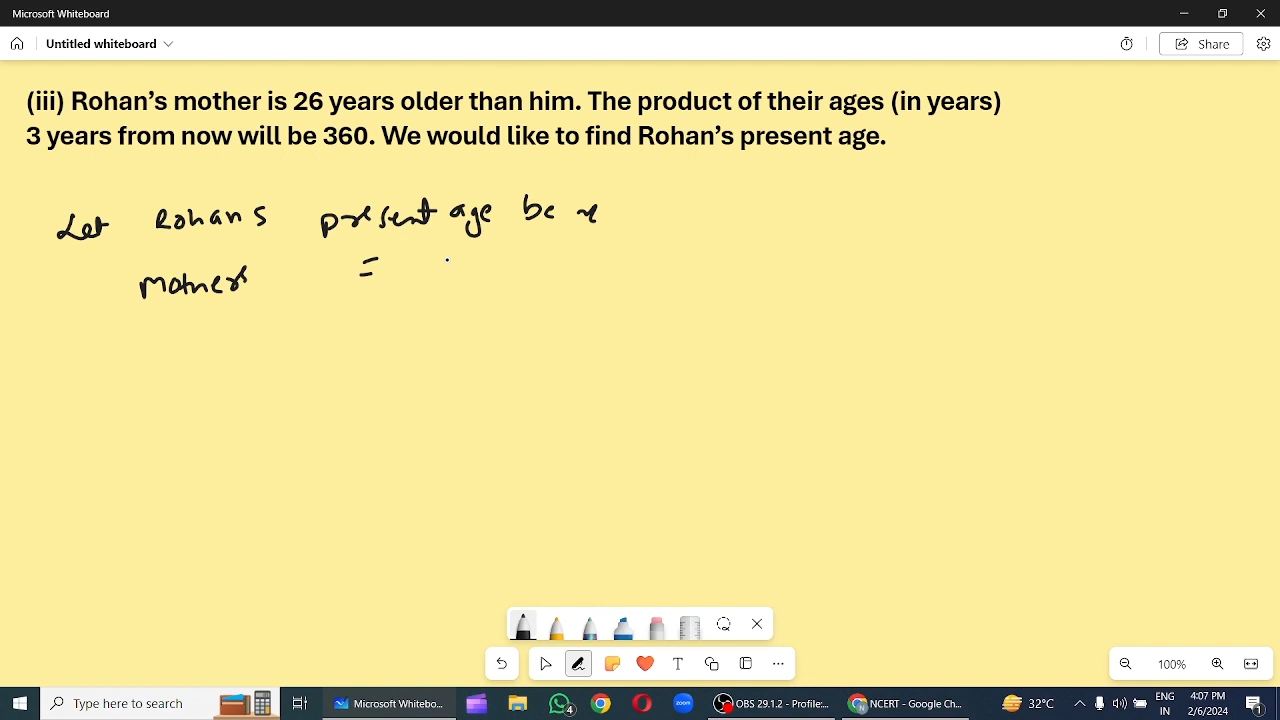 Microsoft Whiteboard
Untitled whiteboard
Share
(iii) Rohan’s mother is 26 years older than him. The product of their ages (in years)
3 years from now will be 360. We would like to find Rohan’s present age.
Let Rohans present age be x
Mothers =
100%
Type here to search
Microsoft Whitebo...
4
OBS 29.1.2 - Profile:...
NCERT - Google Ch...
32°C
ENG
IN
4:07 PM
2/6/2024